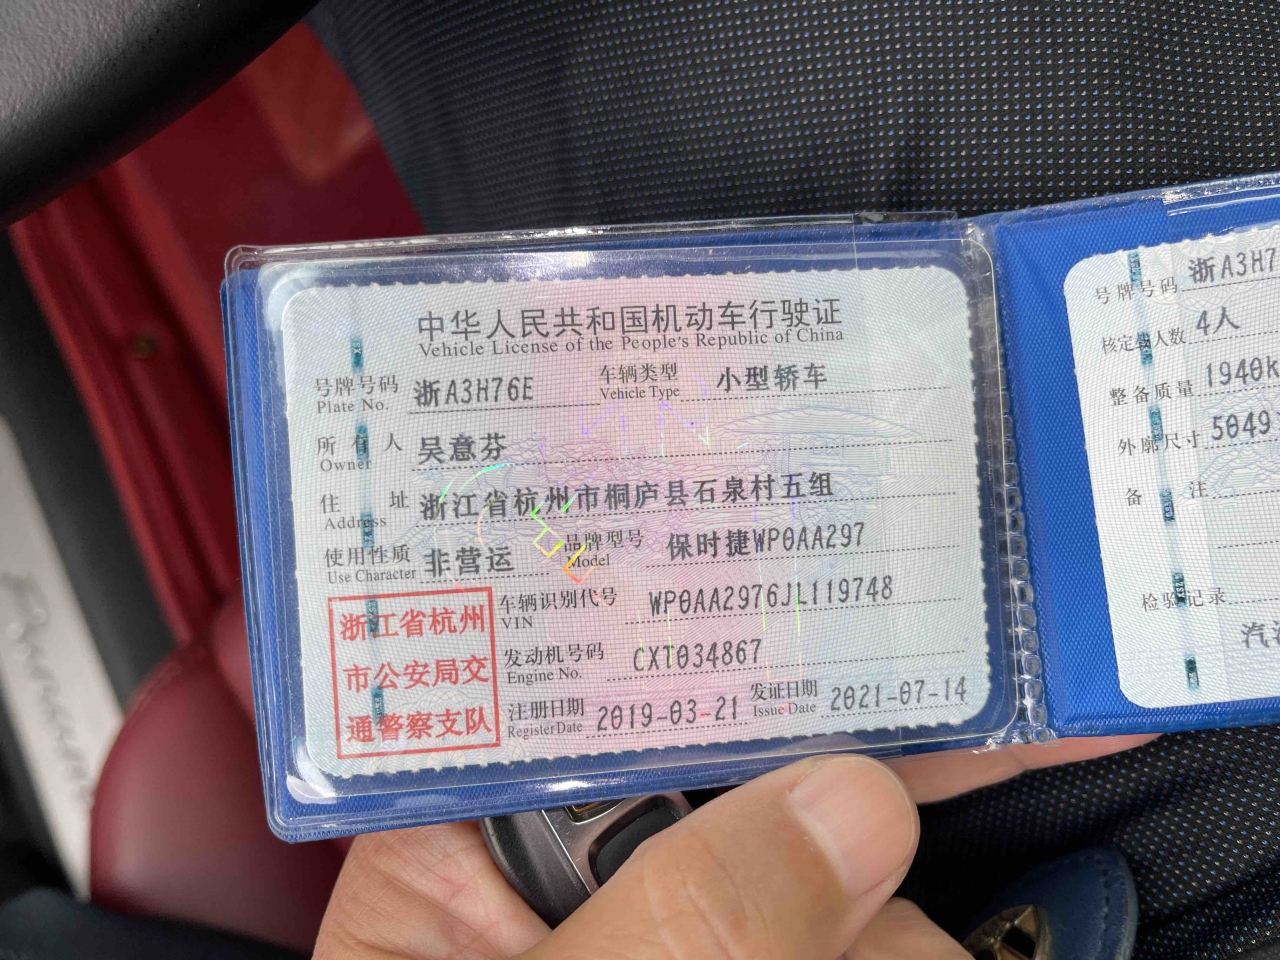 中华人民共和国机动车行驶证
Vehicle License of the People's Republic of China
号牌号码 浙A3H76E 车辆类型 小型轿车
Plate No. Vehicle Type
所有人 吴意芬
Owner
住址 浙江省杭州市桐庐县石泉村五组
Address
使用性质 非营运 品牌型号 保时捷WP0AA297
Use Character Model
浙江省杭州
市公安局交
通警察支队
车辆识别代号 WP0AA2976JL119748
VIN
发动机号码 CXT034867
Engine No.
注册日期 2019-03-21 发证日期 2021-07-14
Register Date Issue Date
号牌号码 浙A3H7
核定载人数 4人
整备质量 1940k
外廓尺寸 5049
备注
检验记录
汽